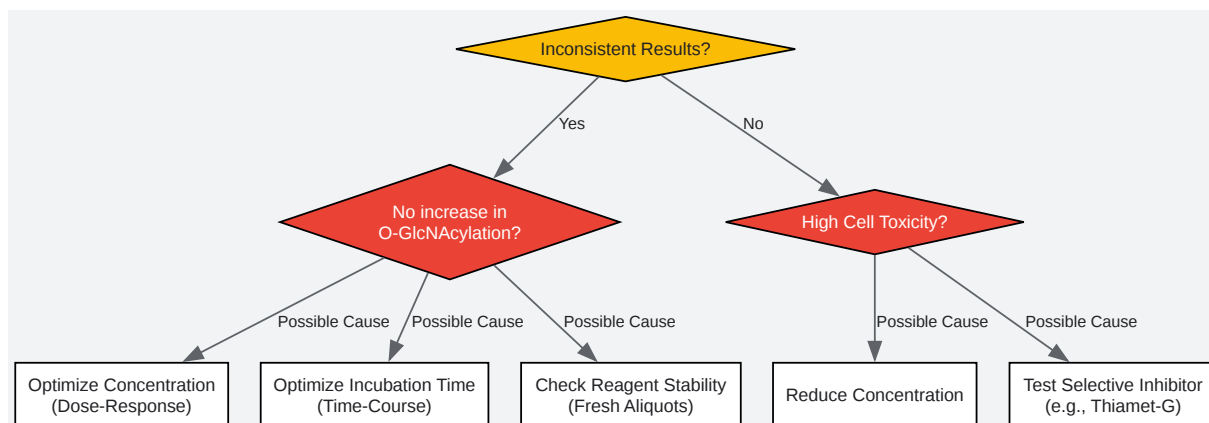 Inconsistent Results?
Yes
No
No increase in
O-GlcNAcylation?
High Cell Toxicity?
Possible Cause
Possible Cause
Possible Cause
Possible Cause
Possible Cause
Optimize Concentration
(Dose-Response)
Optimize Incubation Time
(Time-Course)
Check Reagent Stability
(Fresh Aliquots)
Reduce Concentration
Test Selective Inhibitor
(e.g., Thiamet-G)